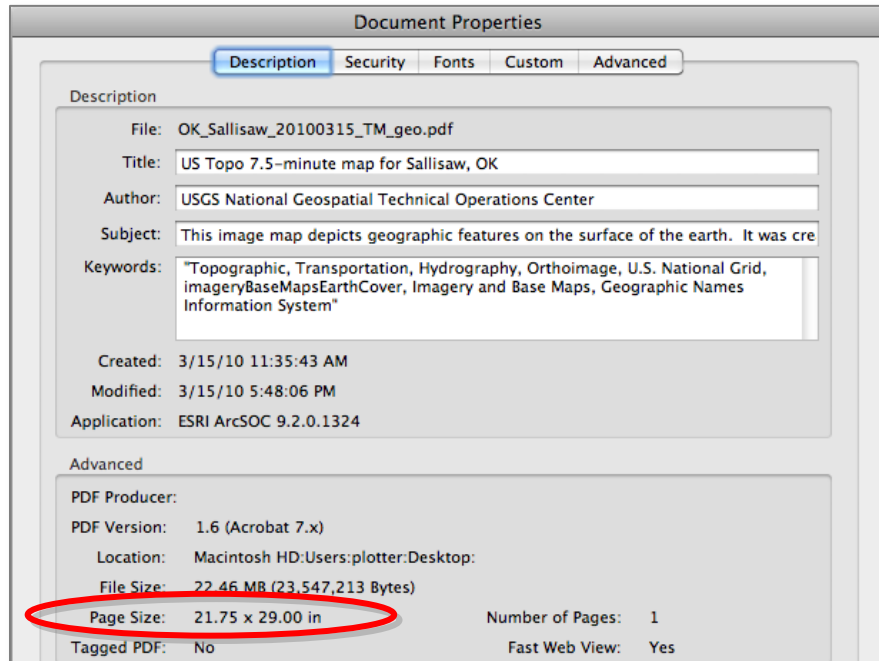 Document Properties
Description Security Fonts Custom Advanced
Description
File: OK_Sallisaw_20100315_TM_geo.pdf
Title: US Topo 7.5-minute map for Sallisaw, OK
Author: USGS National Geospatial Technical Operations Center
Subject: This image map depicts geographic features on the surface of the earth. It was cre
Keywords: "Topographic, Transportation, Hydrography, Orthoimage, U.S. National Grid,
imageryBaseMapsEarthCover, Imagery and Base Maps, Geographic Names
Information System"
Created: 3/15/10 11:35:43 AM
Modified: 3/15/10 5:48:06 PM
Application: ESRI ArcSOC 9.2.0.1324
Advanced
PDF Producer:
PDF Version: 1.6 (Acrobat 7.x)
Location: Macintosh HD:Users:plotter:Desktop:
File Size: 22.46 MB (23,547,213 Bytes)
Page Size: 21.75 x 29.00 in Number of Pages: 1
Tagged PDF: No Fast Web View: Yes